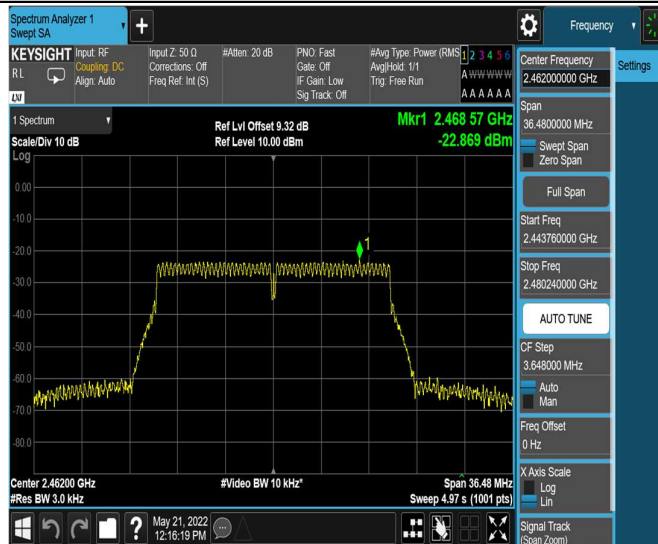 Spectrum Analyzer 1
Swept SA
Frequency
KEYSIGHT
RL
LXI
Input: RF
Coupling: DC
Align: Auto
Input Z: 50 Ω
Corrections: Off
Freq Ref: Int (S)
#Atten: 20 dB
PNO: Fast
Gate: Off
IF Gain: Low
Sig Track: Off
#Avg Type: Power (RMS
Avg|Hold: 1/1
Trig: Free Run
1 2 3 4 5 6
A W W W W W
A A A A A A
1 Spectrum
Scale/Div 10 dB
Log
Ref Lvl Offset 9.32 dB
Ref Level 10.00 dBm
Mkr1 2.468 57 GHz
-22.869 dBm
0.00
-10.0
-20.0
-30.0
-40.0
-50.0
-60.0
-70.0
-80.0
1
Center 2.46200 GHz
#Res BW 3.0 kHz
#Video BW 10 kHz*
Span 36.48 MHz
Sweep 4.97 s (1001 pts)
May 21, 2022
12:16:19 PM
Center Frequency
2.462000000 GHz
Settings
Span
36.4800000 MHz
Swept Span
Zero Span
Full Span
Start Freq
2.443760000 GHz
Stop Freq
2.480240000 GHz
AUTO TUNE
CF Step
3.648000 MHz
Auto
Man
Freq Offset
0 Hz
X Axis Scale
Log
Lin
Signal Track
(Span Zoom)